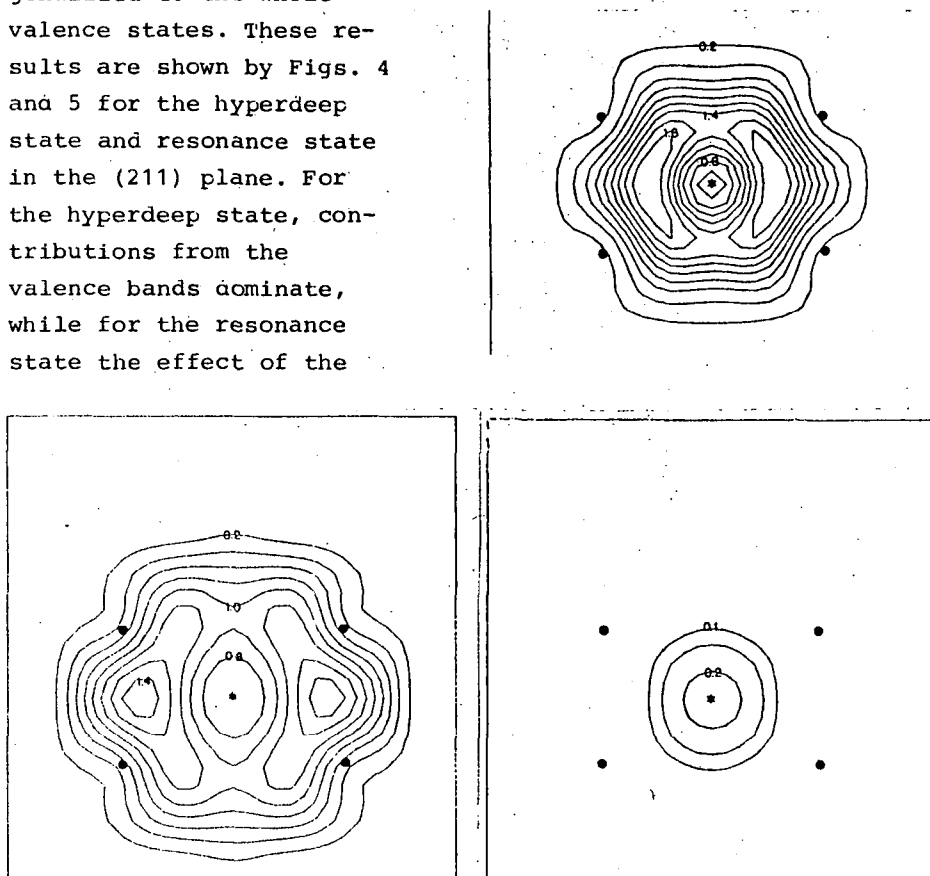 valence states. These re-
sults are shown by Figs. 4
and 5 for the hyperdeep
state and resonance state
in the (211) plane. For
the hyperdeep state, con-
tributions from the
valence bands dominate,
while for the resonance
state the effect of the
0.2
1.4
1.8
0.6
0.2
1.0
0.8
1.4
0.1
0.2